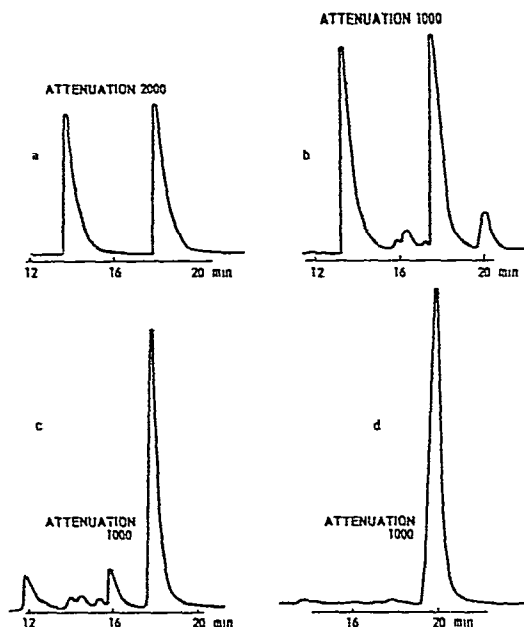 ATTENUATION 2000
a
12 16 20 min
ATTENUATION 1000
b
12 16 20 min
c
ATTENUATION
1000
12 16 20 min
d
ATTENUATION
1000
20 min